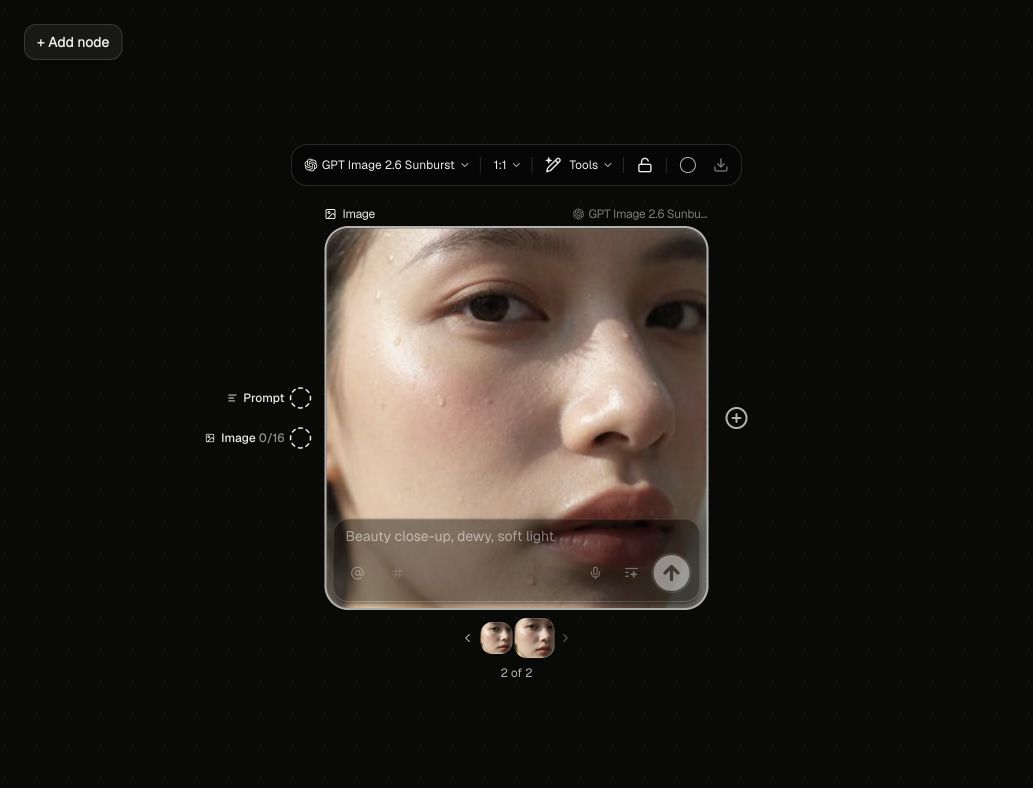 + Add node
GPT Image 2.6 Sunburst
1:1
Tools
Image
GPT Image 2.6 Sunbu...
Prompt
Image 0/16
Beauty close-up, dewy, soft light
2 of 2